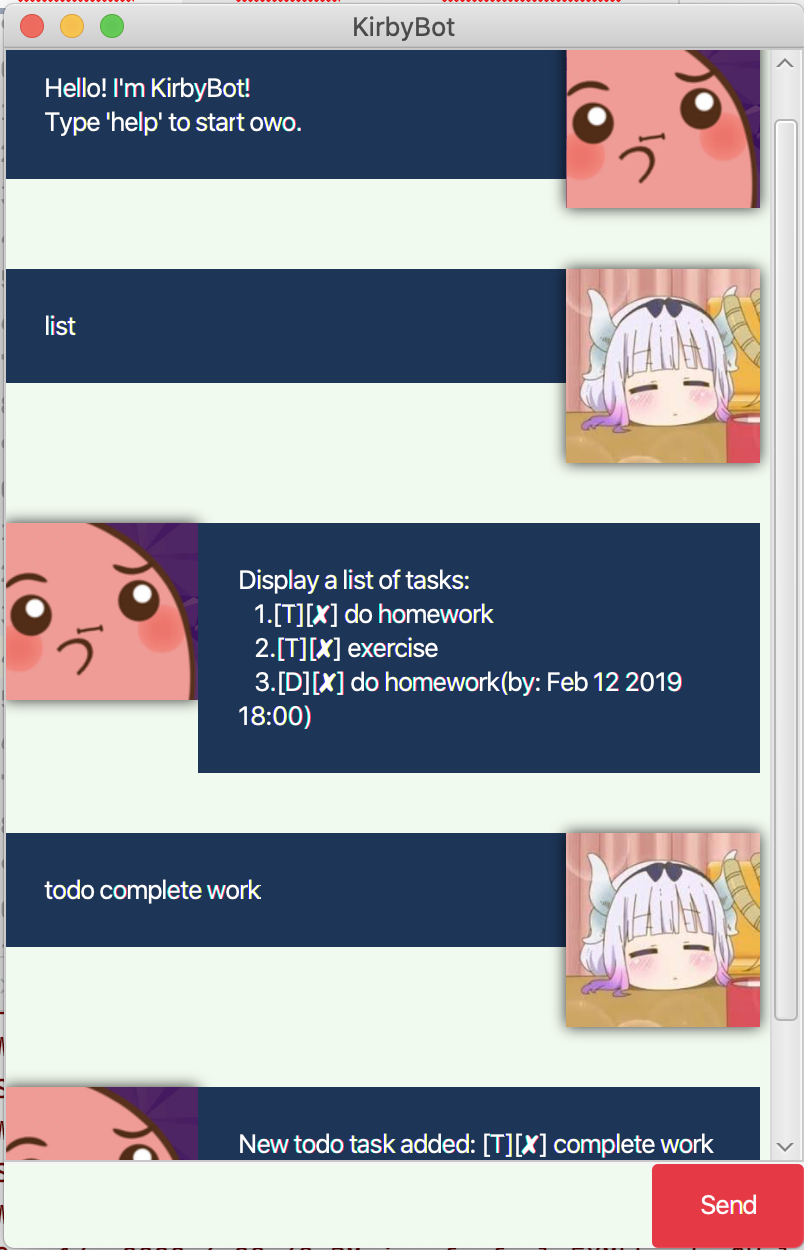 KirbyBot
Hello! I'm KirbyBot!
Type 'help' to start owo.
list
Display a list of tasks:
1.[T][✘] do homework
2.[T][✘] exercise
3.[D][✘] do homework(by: Feb 12 2019
18:00)
todo complete work
New todo task added: [T][✘] complete work
Send